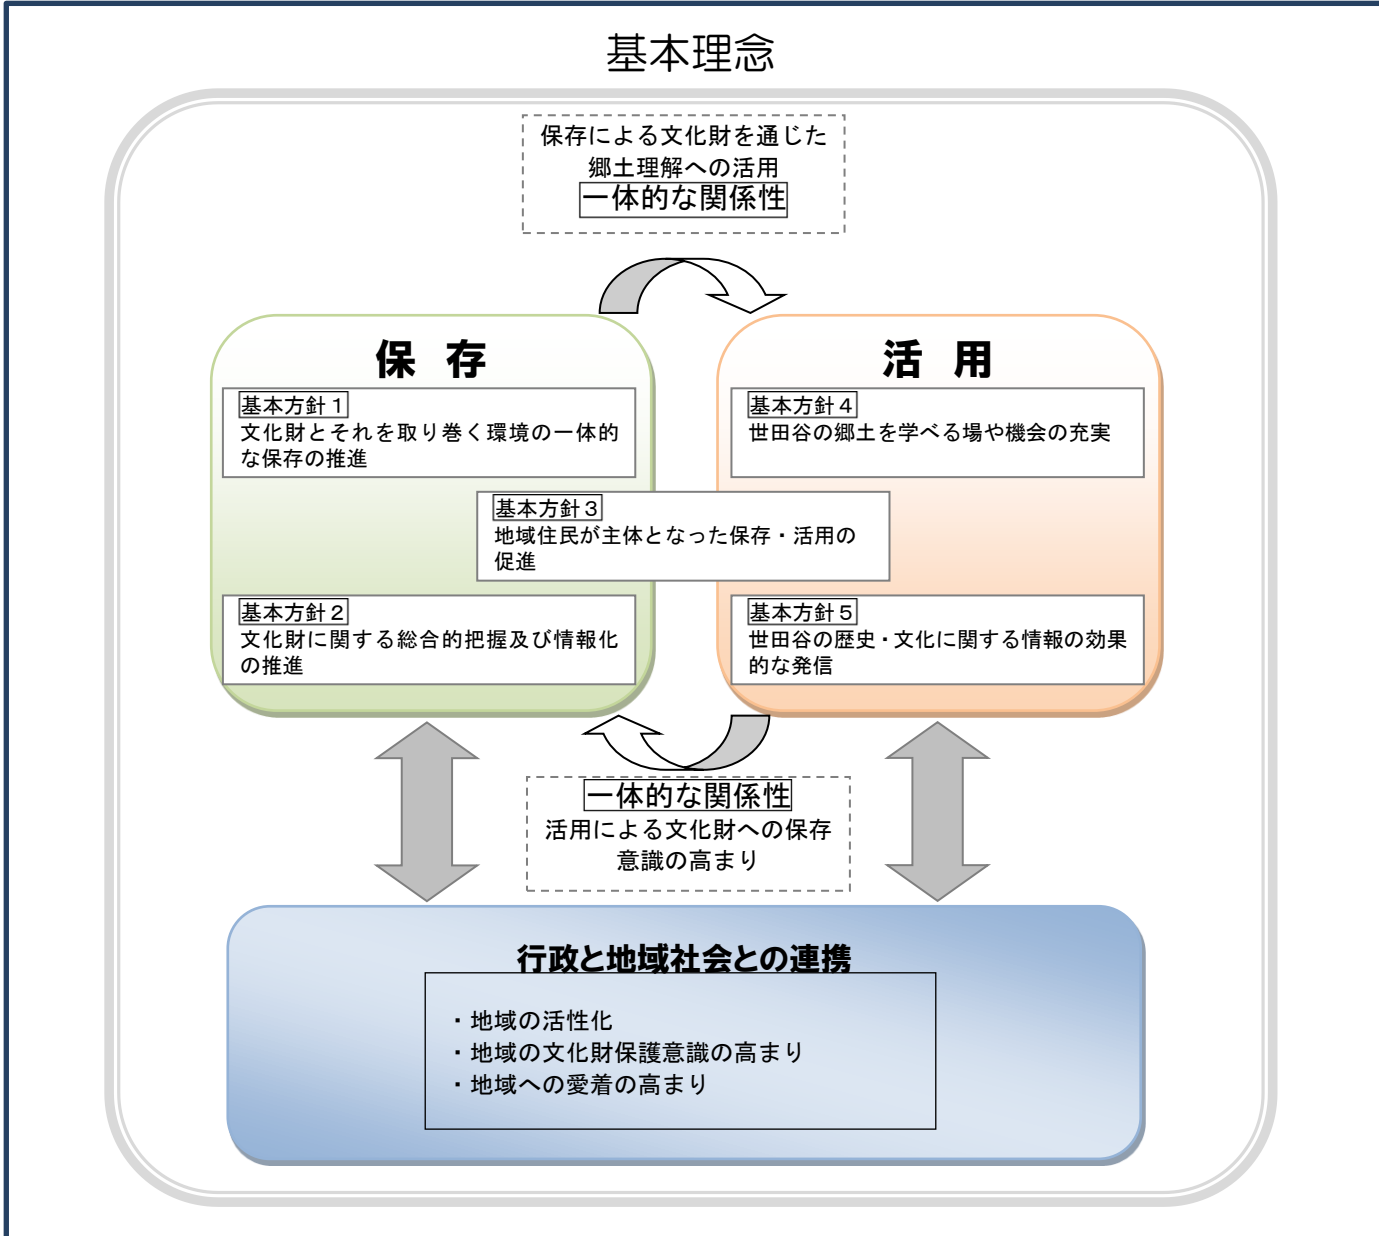 基本理念
保存による文化財を通じた
郷土理解への活用
一体的な関係性
保 存
基本方針１
文化財とそれを取り巻く環境の一体的
な保存の推進
活 用
基本方針４
世田谷の郷土を学べる場や機会の充実
基本方針３
地域住民が主体となった保存・活用の
促進
基本方針２
文化財に関する総合的把握及び情報化
の推進
基本方針５
世田谷の歴史・文化に関する情報の効果
的な発信
一体的な関係性
活用による文化財への保存
意識の高まり
行政と地域社会との連携
・地域の活性化
・地域の文化財保護意識の高まり
・地域への愛着の高まり